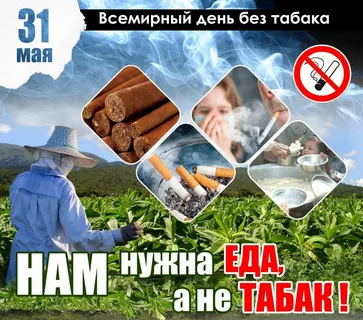 31
мая
Всемирный день без табака
НАМ нужна ЕДА,
а не ТАБАК !